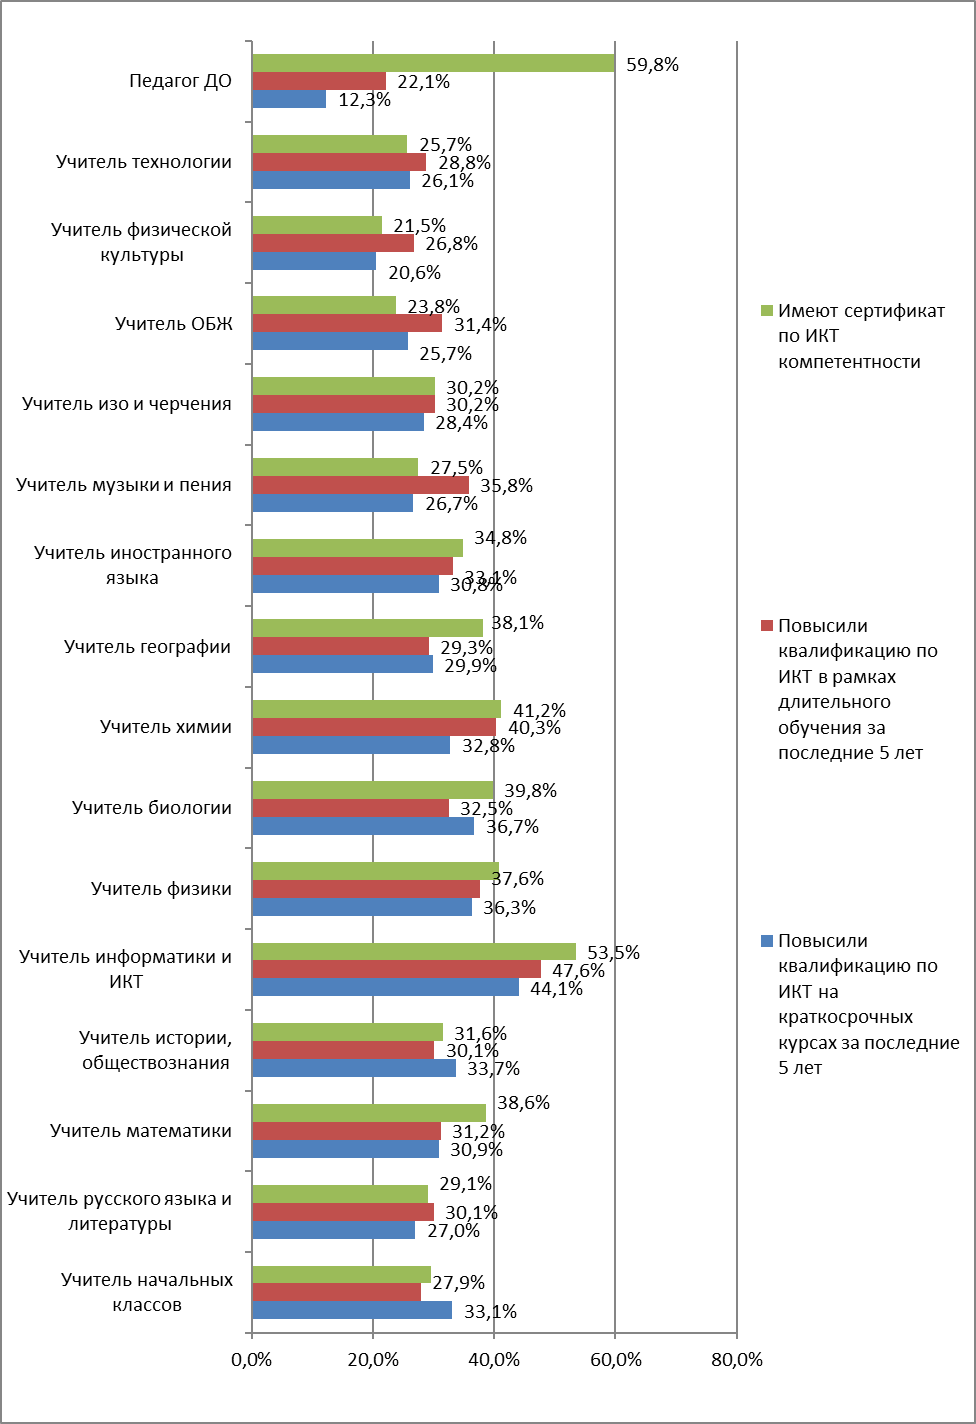 Педагог ДО
59,8%
22,1%
12,3%
Учитель технологии
25,7%
28,8%
26,1%
Учитель физической
культуры
21,5%
26,8%
20,6%
Учитель ОБЖ
23,8%
31,4%
25,7%
Учитель изо и черчения
30,2%
30,2%
28,4%
Учитель музыки и пения
27,5%
35,8%
26,7%
Учитель иностранного
языка
34,8%
33,1%
30,8%
Учитель географии
38,1%
29,3%
29,9%
Учитель химии
41,2%
40,3%
32,8%
Учитель биологии
39,8%
32,5%
36,7%
Учитель физики
37,6%
36,3%
Учитель информатики и
ИКТ
53,5%
47,6%
44,1%
Учитель истории,
обществознания
31,6%
30,1%
33,7%
Учитель математики
38,6%
31,2%
30,9%
Учитель русского языка и
литературы
29,1%
30,1%
27,0%
Учитель начальных
классов
27,9%
33,1%
0,0%
20,0%
40,0%
60,0%
80,0%
Имеют сертификат
по ИКТ
компетентности
Повысили
квалификацию по
ИКТ в рамках
длительного
обучения за
последние 5 лет
Повысили
квалификацию по
ИКТ на
краткосрочных
курсах за последние
5 лет